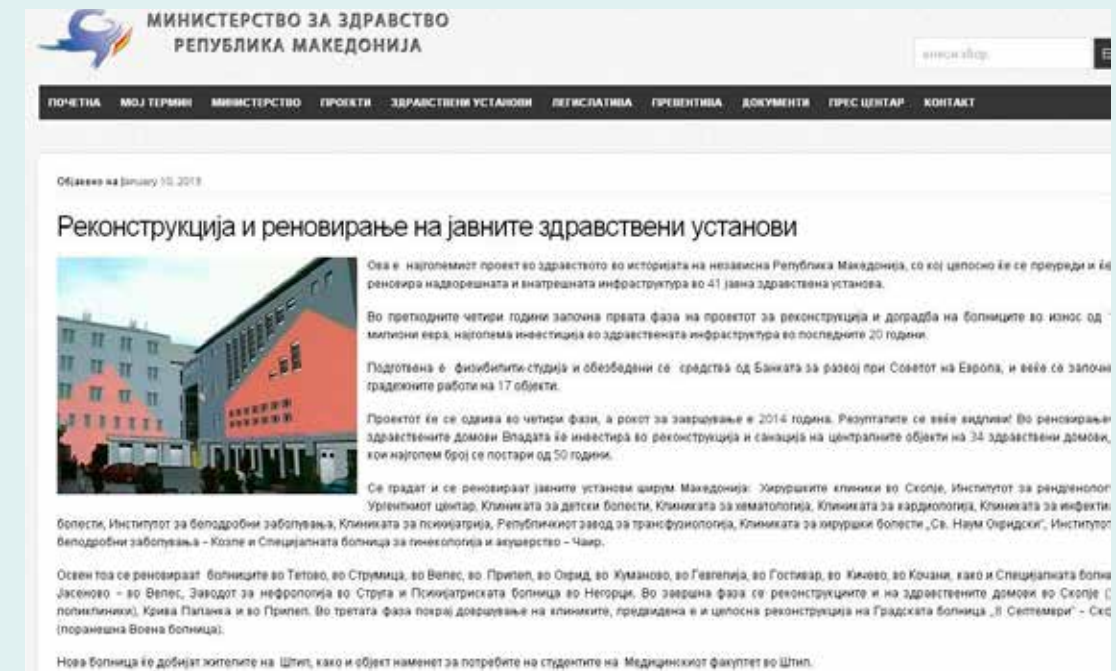 МИНИСТЕРСТВО ЗА ЗДРАВСТВО
РЕПУБЛИКА МАКЕДОНИЈА
ПОЧЕТНА МОЈ ТЕРМИН МИНИСТЕРСТВО ПРОЕКТИ ЗДРАВСТВЕНИ УСТАНОВИ ЛЕГИСЛАТИВА ПРЕВЕНТИВА ДОКУМЕНТИ ПРЕС ЦЕНТАР КОНТАКТ
Објавено на January 10, 2013
Реконструкција и реновирање на јавните здравствени установи
Ова е најголемиот проект во здравството во историјата на независна Република Македонија, со кој целосно ќе се преуреди и ќе
реновира надворешната и внатрешната инфраструктура во 41 јавна здравствена установа.
Во претходните четири години започна првата фаза на проектот за реконструкција и доградба на болниците во износ од
милиони евра, најголема инвестиција во здравствената инфраструктура во последните 20 години.
Подготвена е физибилити-студија и обезбедени се средства од Банката за развој при Советот на Европа, и веќе се започна
градежните работи на 17 објекти.
Проектот ќе се одвива во четири фази, а рокот за завршување е 2014 година. Резултатите се веќе видливи! Во реновирање
здравствените домови Владата ќе инвестира во реконструкција и санација на централните објекти на 34 здравствени домови,
кои најголем број се постари од 50 години.
Се градат и се реновираат јавните установи ширум Македонија: Хируршките клиники во Скопје, Институтот за рендгенолог
Ургентниот центар, Клиниката за детски болести, Клиниката за хематологија, Клиниката за кардиологија, Клиниката за инфекти
болести, Институтот за белодробни заболувања, Клиниката за психијатрија, Републичкиот завод за трансфузиологија, Клиниката за хируршки болести „Св. Наум Охридски“, Институтот
белодробни заболувања – Козле и Специјалната болница за гинекологија и акушерство – Чаир.
Освен тоа се реновираат болниците во Тетово, во Струмица, во Велес, во Прилеп, во Охрид, во Куманово, во Гевгелија, во Гостивар, во Кичево, во Кочани, како и Специјалната болни
Јасеново – во Велес, Заводот за нефрологија во Струга и Психијатриската болница во Негорци. Во завршна фаза се реконструкциите и на здравствените домови во Скопје (
поликлиники), Крива Паланка и во Прилеп. Во третата фаза покрај довршување на клиниките, предвидена е и целосна реконструкција на Градската болница „8 Септември“ – Ско
(поранешна Воена болница).
Нова болница ќе добијат жителите на Штип, како и објект наменет за потребите на студентите на Медицинскиот факултет во Штип.